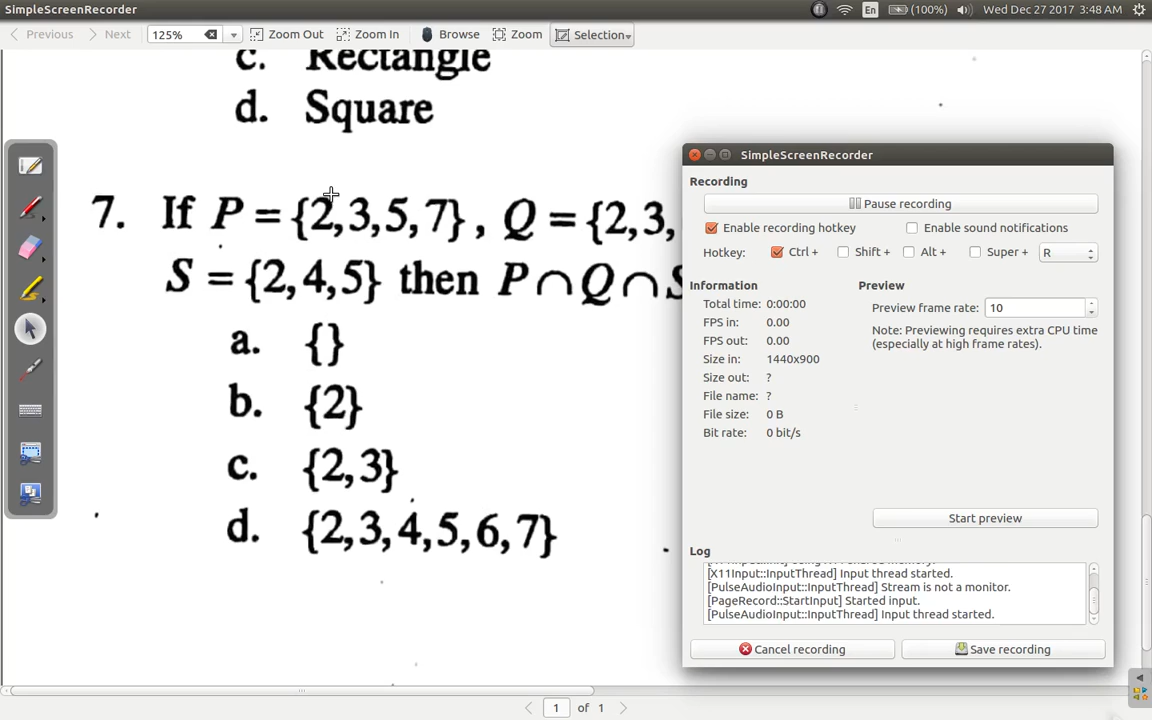 SimpleScreenRecorder En (100%) Wed Dec 27 2017 3:48 AM
Previous Next 125% Zoom Out Zoom In Browse Zoom Selection
c. Rectangle
d. Square
7. If P = {2,3,5,7}, Q = {2,3,
S = {2,4,5} then P∩Q∩S
a. {}
b. {2}
c. {2,3}
d. {2,3,4,5,6,7}
SimpleScreenRecorder
Recording
Pause recording
Enable recording hotkey Enable sound notifications
Hotkey: Ctrl + Shift + Alt + Super + R
Information
Total time: 0:00:00
FPS in: 0.00
FPS out: 0.00
Size in: 1440x900
Size out: ?
File name: ?
File size: 0 B
Bit rate: 0 bit/s
Preview
Preview frame rate: 10
Note: Previewing requires extra CPU time
(especially at high frame rates).
Start preview
Log
[X11Input::InputThread] Input thread started.
[PulseAudioInput::InputThread] Stream is not a monitor.
[PageRecord::StartInput] Started input.
[PulseAudioInput::InputThread] Input thread started.
Cancel recording Save recording
1 of 1